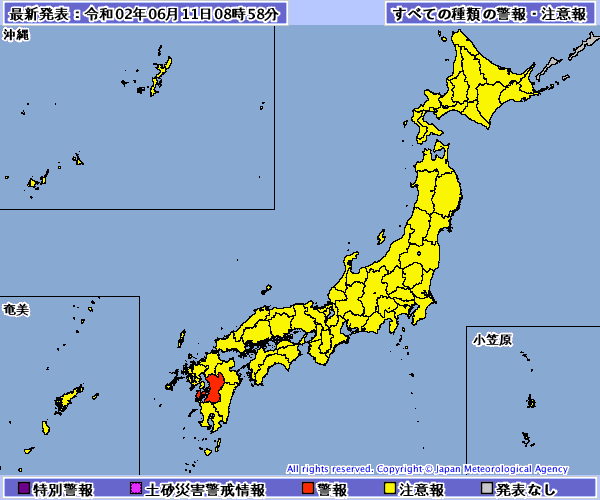 最新発表：令和02年06月11日08時58分
すべての種類の警報・注意報
沖縄
奄美
小笠原
All rights reserved. Copyright © Japan Meteorological Agency
特別警報
土砂災害警戒情報
警報
注意報
発表なし